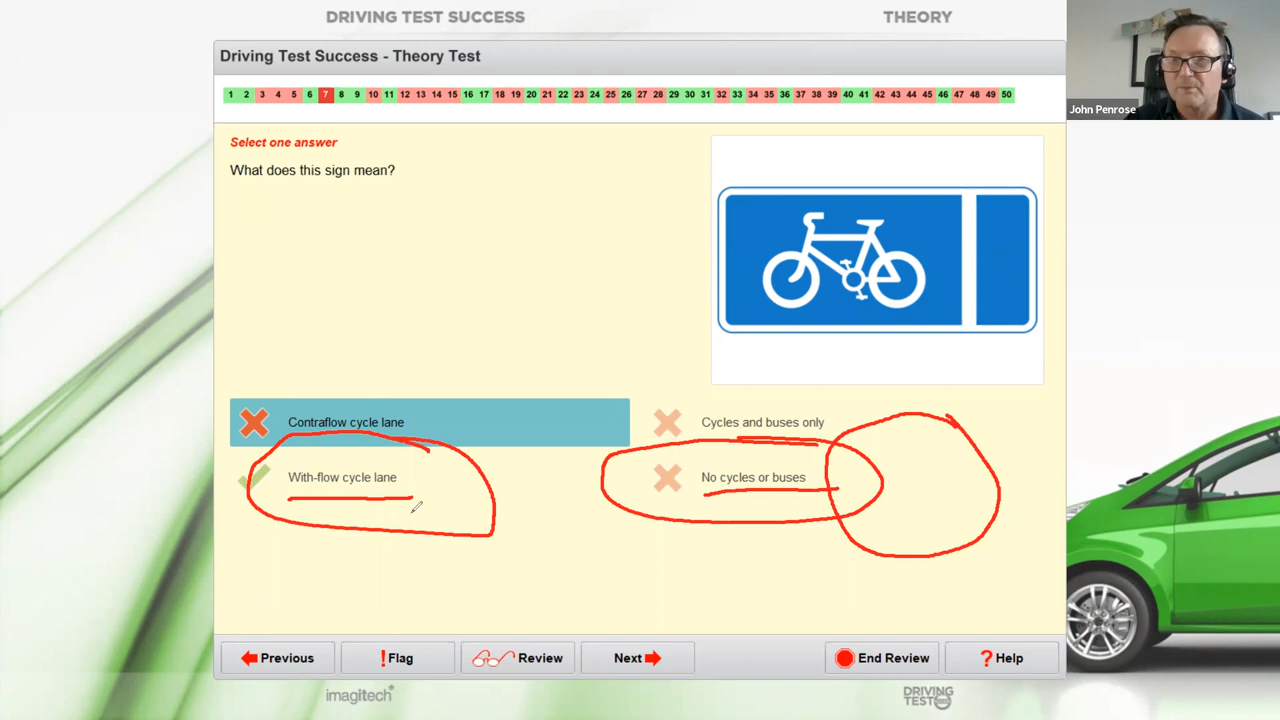 DRIVING TEST SUCCESS THEORY
John Penrose
Driving Test Success - Theory Test
1 2 3 4 5 6 7 8 9 10 11 12 13 14 15 16 17 18 19 20 21 22 23 24 25 26 27 28 29 30 31 32 33 34 35 36 37 38 39 40 41 42 43 44 45 46 47 48 49 50
Select one answer
What does this sign mean?
Contraflow cycle lane Cycles and buses only
With-flow cycle lane No cycles or buses
Previous !Flag Review Next End Review ?Help
imagitech DRIVING
TEST